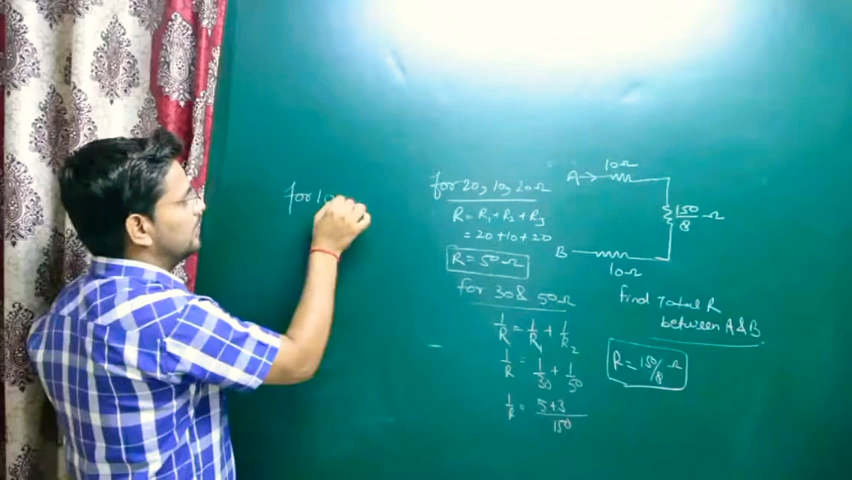 for 10
for 20, 10, 20Ω
R = R₁ + R₂ + R₃
= 20 + 10 + 20
R = 50Ω
for 30 & 50Ω
1/R = 1/R₁ + 1/R₂
1/R = 1/30 + 1/50
1/R = 5+3/150
10Ω
A
150/8 Ω
B
10Ω
find Total R
between A & B
R = 150/8 Ω